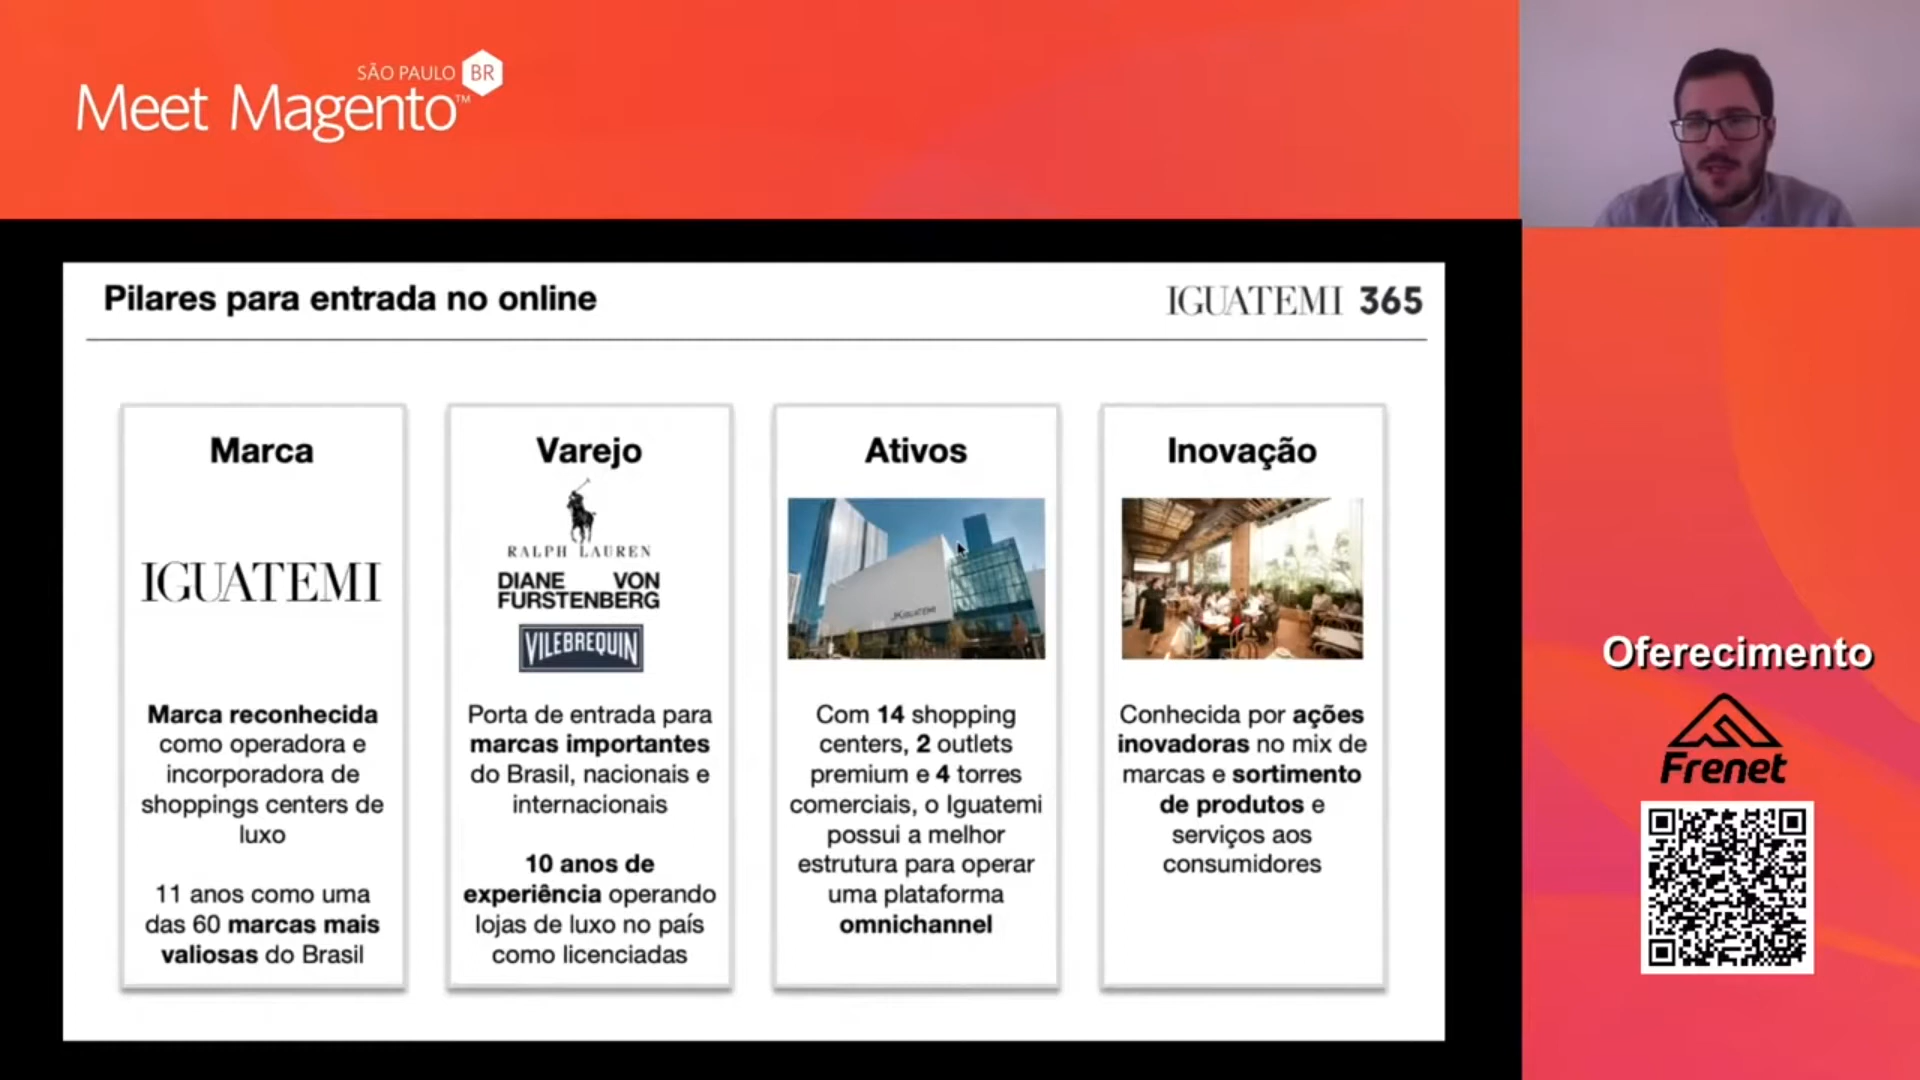 SÃO PAULO BR
Meet Magento™
Pilares para entrada no online
IGUATEMI 365
Marca
IGUATEMI
Marca reconhecida
como operadora e
incorporadora de
shoppings centers de
luxo
11 anos como uma
das 60 marcas mais
valiosas do Brasil
Varejo
RALPH LAUREN
DIANE VON
FURSTENBERG
VILEBREQUIN
Porta de entrada para
marcas importantes
do Brasil, nacionais e
internacionais
10 anos de
experiência operando
lojas de luxo no país
como licenciadas
Ativos
JK IGUATEMI
Com 14 shopping
centers, 2 outlets
premium e 4 torres
comerciais, o Iguatemi
possui a melhor
estrutura para operar
uma plataforma
omnichannel
Inovação
Conhecida por ações
inovadoras no mix de
marcas e sortimento
de produtos e
serviços aos
consumidores
Oferecimento
Frenet